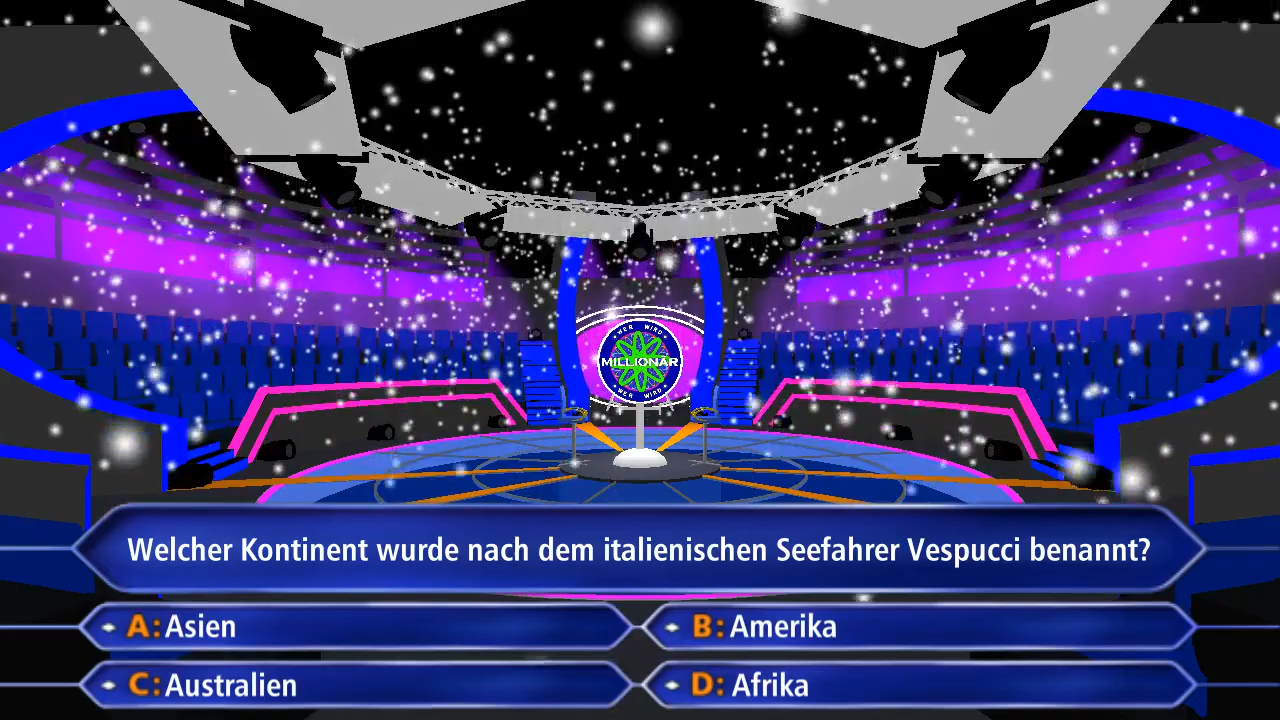 WER WIRD
MILLIONÄR
WER WIRD
Welcher Kontinent wurde nach dem italienischen Seefahrer Vespucci benannt?
A: Asien
B: Amerika
C: Australien
D: Afrika